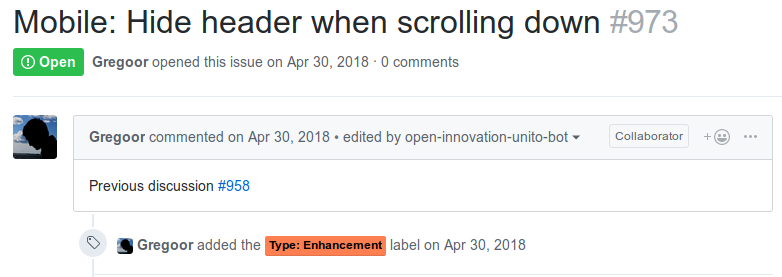 Mobile: Hide header when scrolling down #973
Open Gregoor opened this issue on Apr 30, 2018 · 0 comments
Gregoor commented on Apr 30, 2018 • edited by open-innovation-unito-bot Collaborator
Previous discussion #958
Gregoor added the Type: Enhancement label on Apr 30, 2018